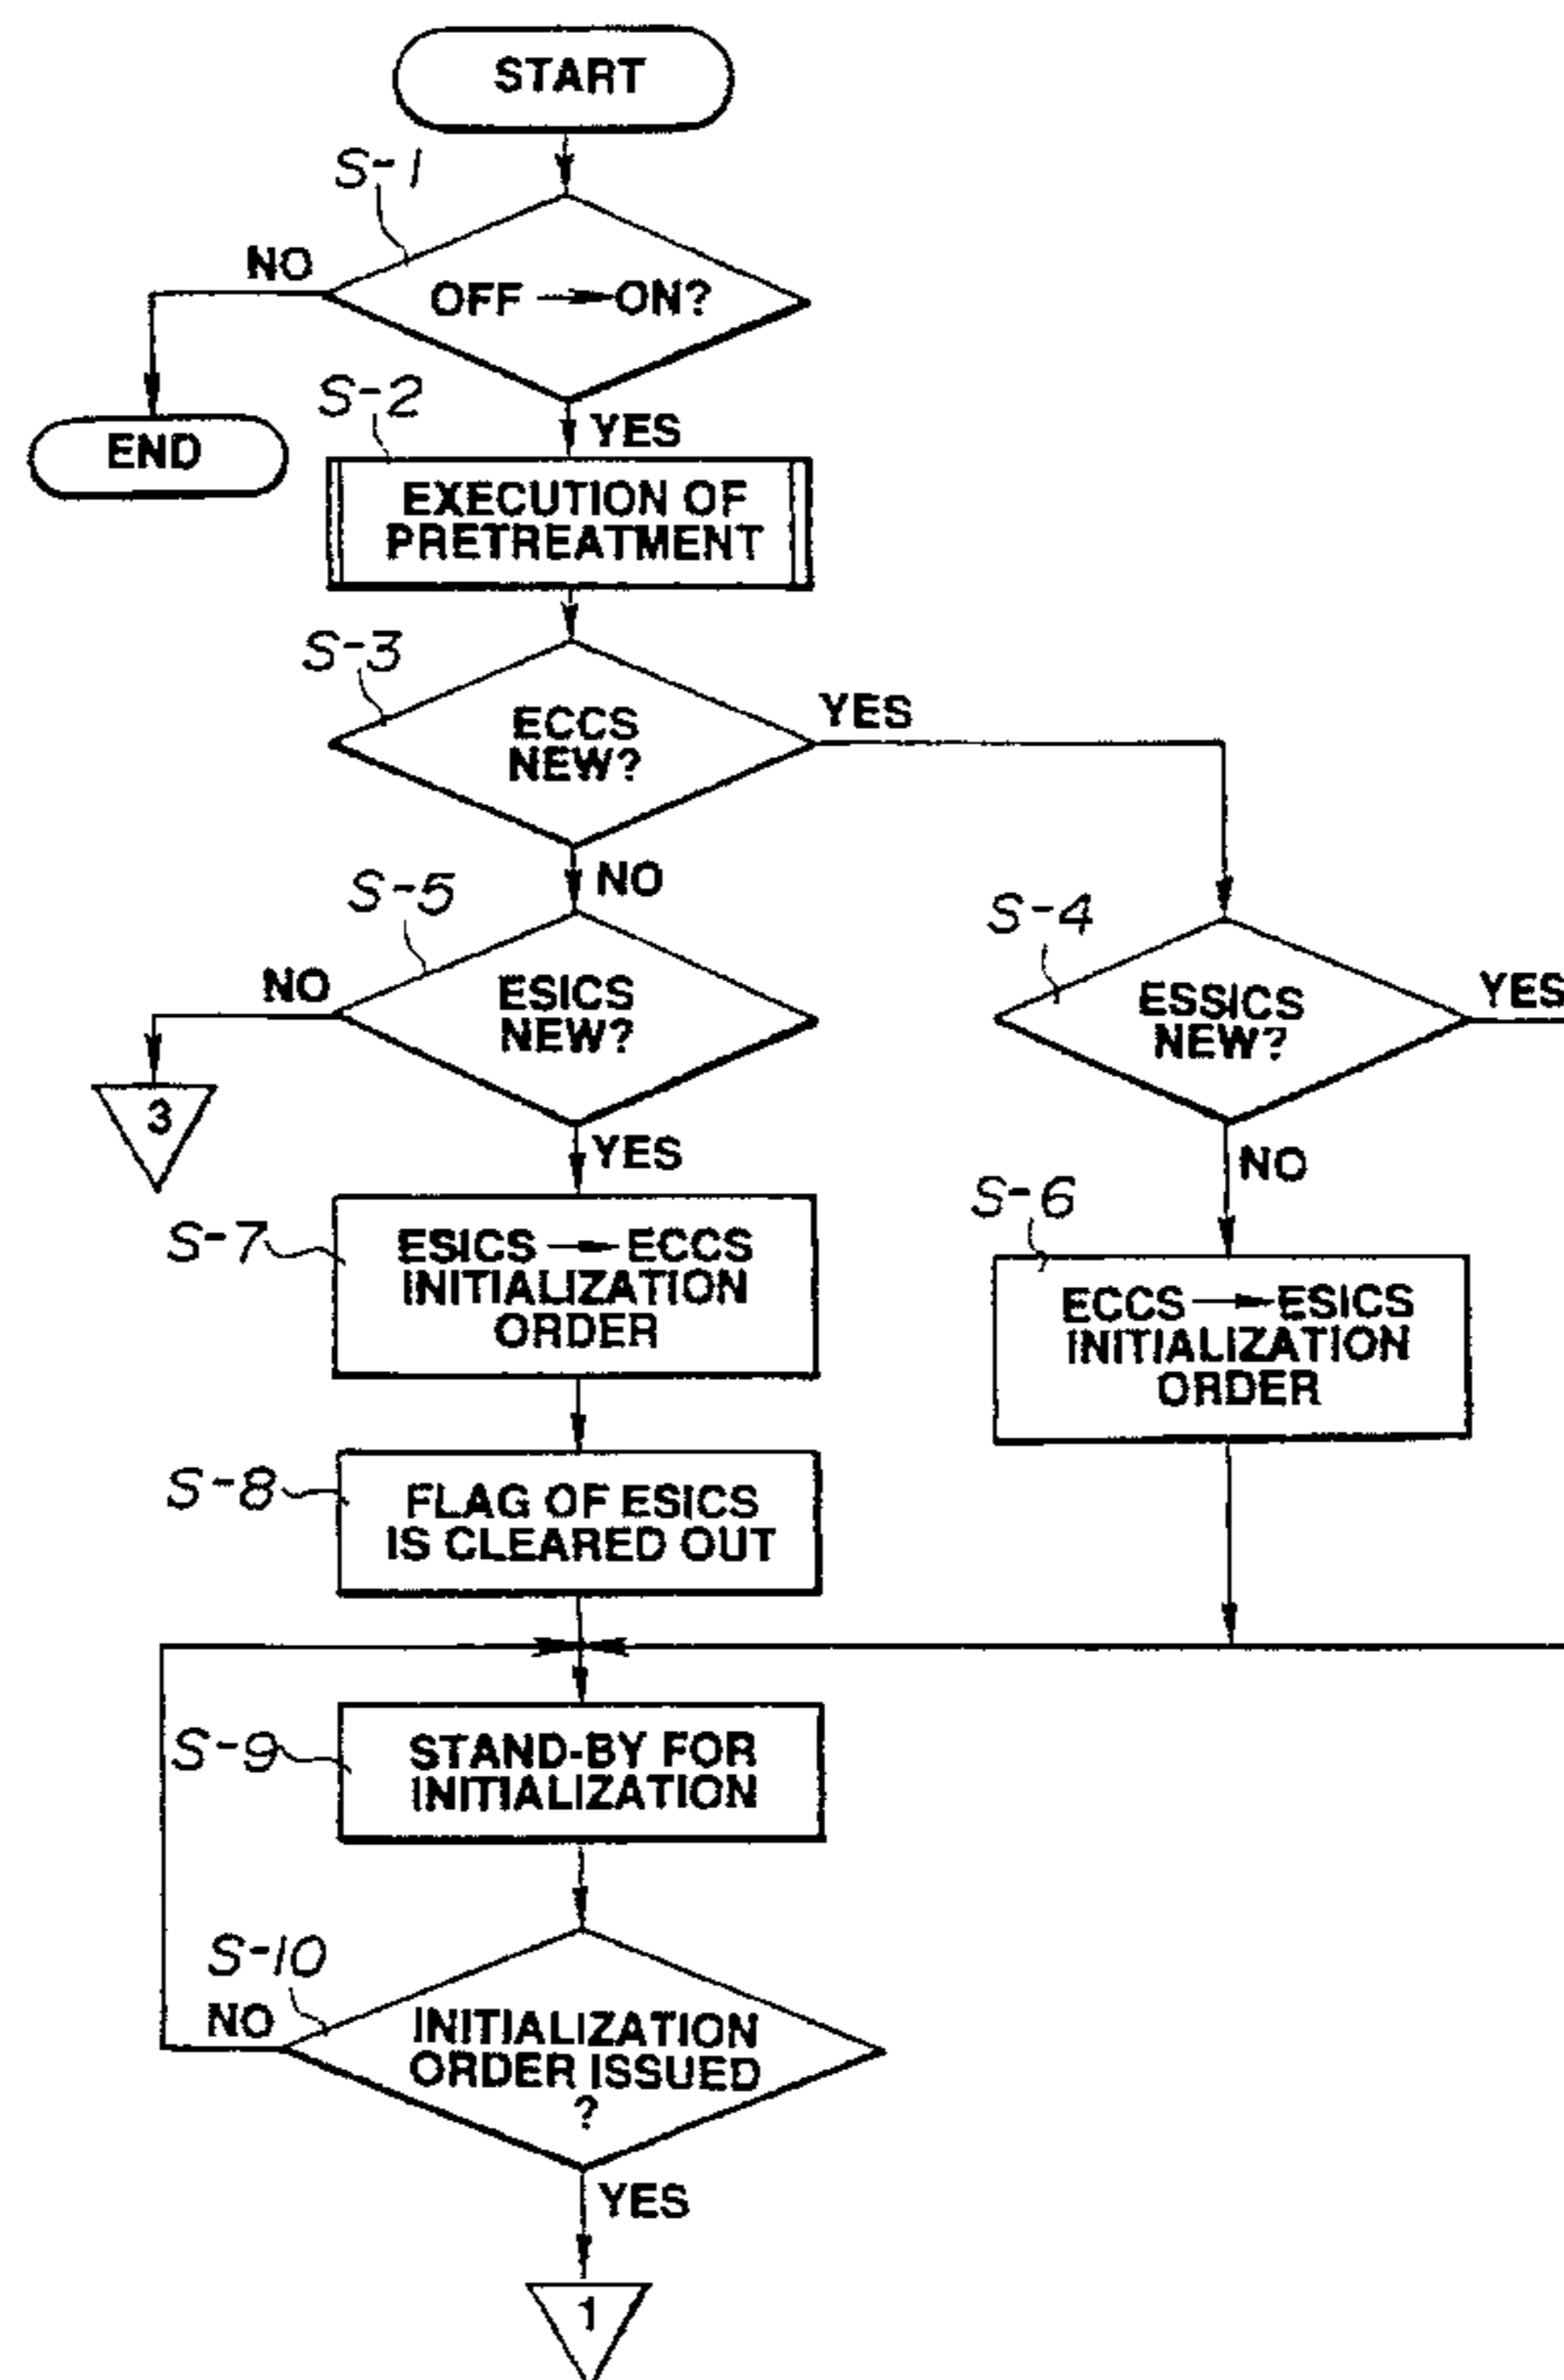 START
S-1
NO
OFF → ON?
S-2
YES
END
EXECUTION OF
PRETREATMENT
S-3
ECCS
NEW?
YES
NO
S-5
S-4
NO
ESICS
NEW?
ESSICS
NEW?
YES
3
YES
NO
S-7
ESICS → ECCS
INITIALIZATION
ORDER
S-6
ECCS → ESICS
INITIALIZATION
ORDER
S-8
FLAG OF ESICS
IS CLEARED OUT
S-9
STAND-BY FOR
INITIALIZATION
S-10
NO
INITIALIZATION
ORDER ISSUED
?
YES
1